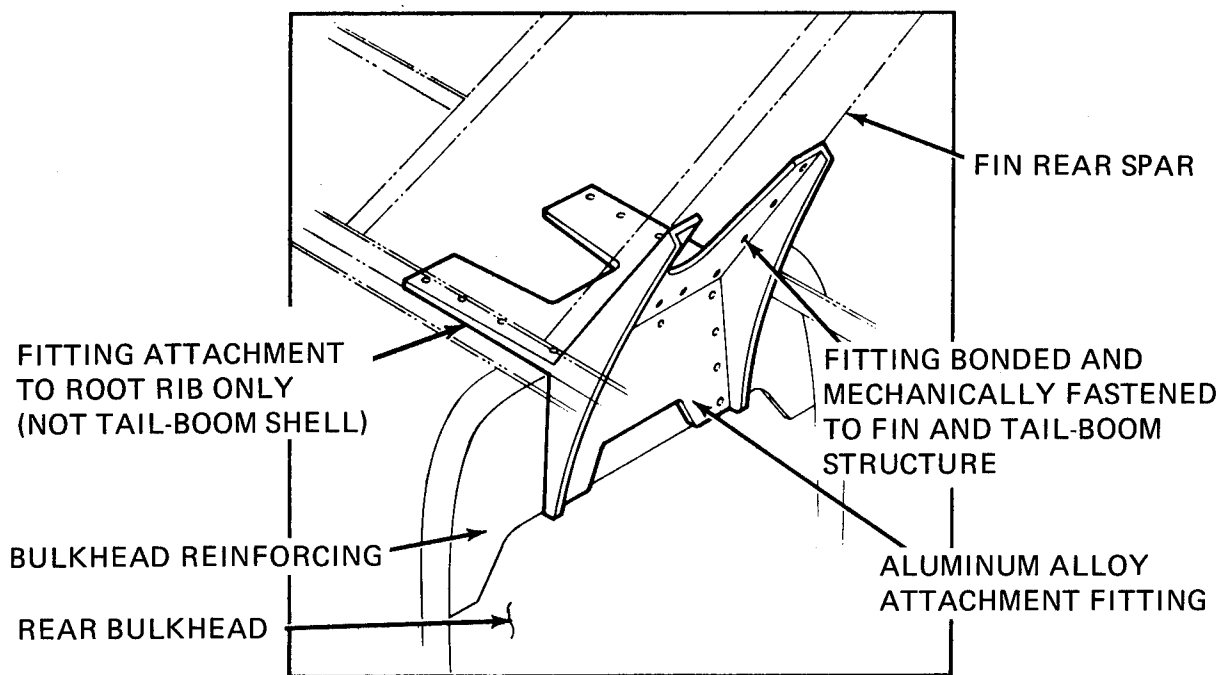 FIN REAR SPAR
FITTING ATTACHMENT
TO ROOT RIB ONLY
(NOT TAIL-BOOM SHELL)
FITTING BONDED AND
MECHANICALLY FASTENED
TO FIN AND TAIL-BOOM
STRUCTURE
BULKHEAD REINFORCING
ALUMINUM ALLOY
ATTACHMENT FITTING
REAR BULKHEAD